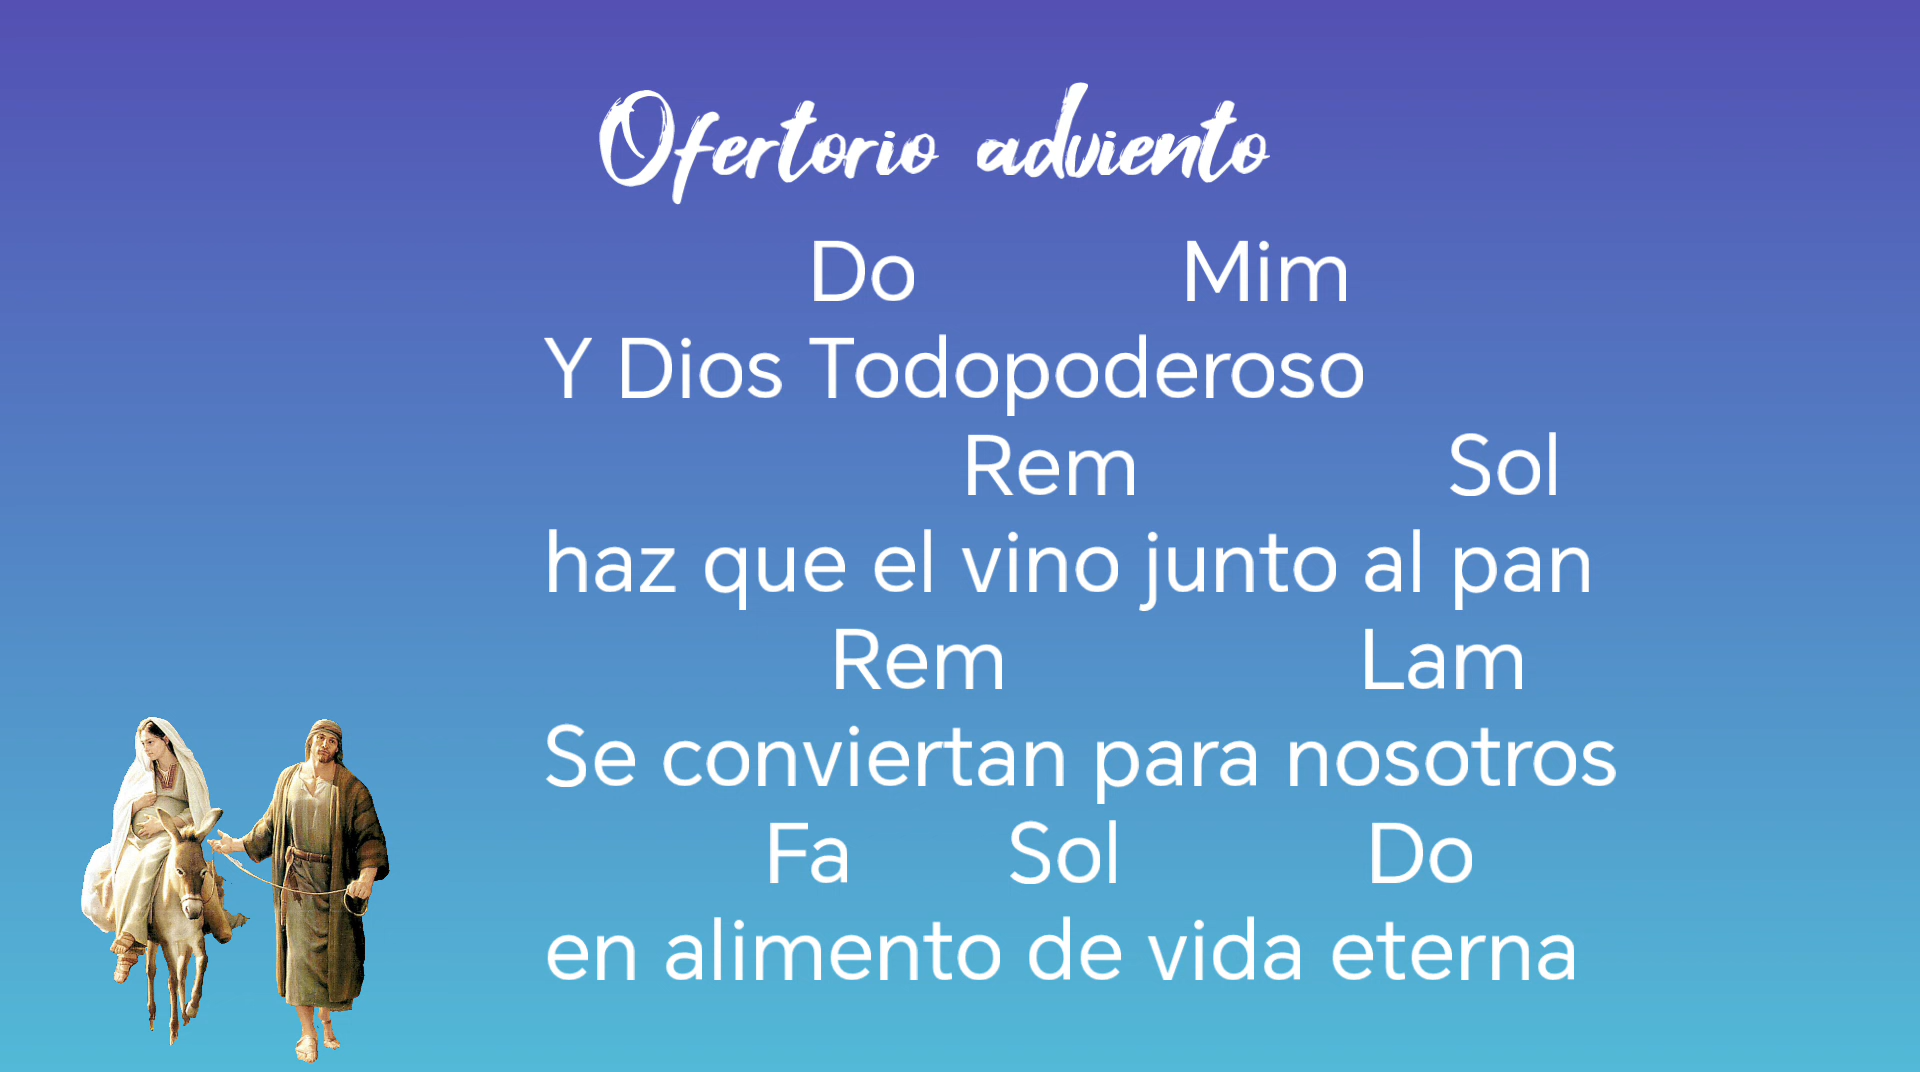 Ofertorio adviento
Do Mim
Y Dios Todopoderoso
Rem Sol
haz que el vino junto al pan
Rem Lam
Se conviertan para nosotros
Fa Sol Do
en alimento de vida eterna